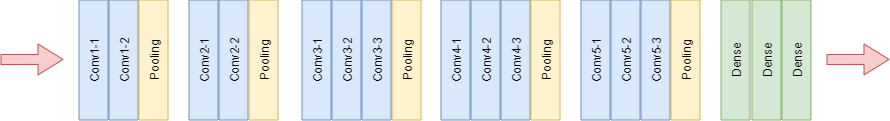 Conv1-1
Conv1-2
Pooling
Conv2-1
Conv2-2
Pooling
Conv3-1
Conv3-2
Conv3-3
Pooling
Conv4-1
Conv4-2
Conv4-3
Pooling
Conv5-1
Conv5-2
Conv5-3
Pooling
Dense
Dense
Dense